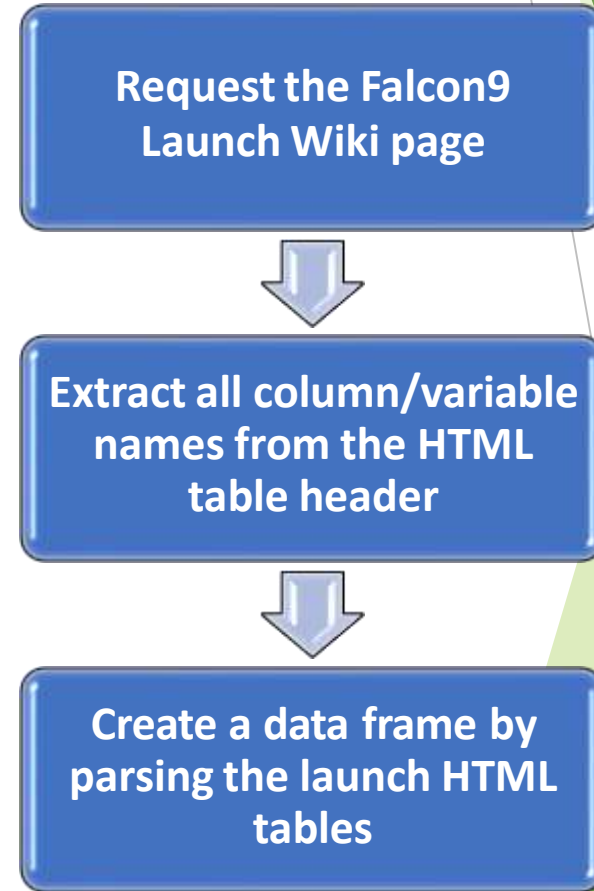 Request the Falcon9
Launch Wiki page
Extract all column/variable
names from the HTML
table header
Create a data frame by
parsing the launch HTML
tables